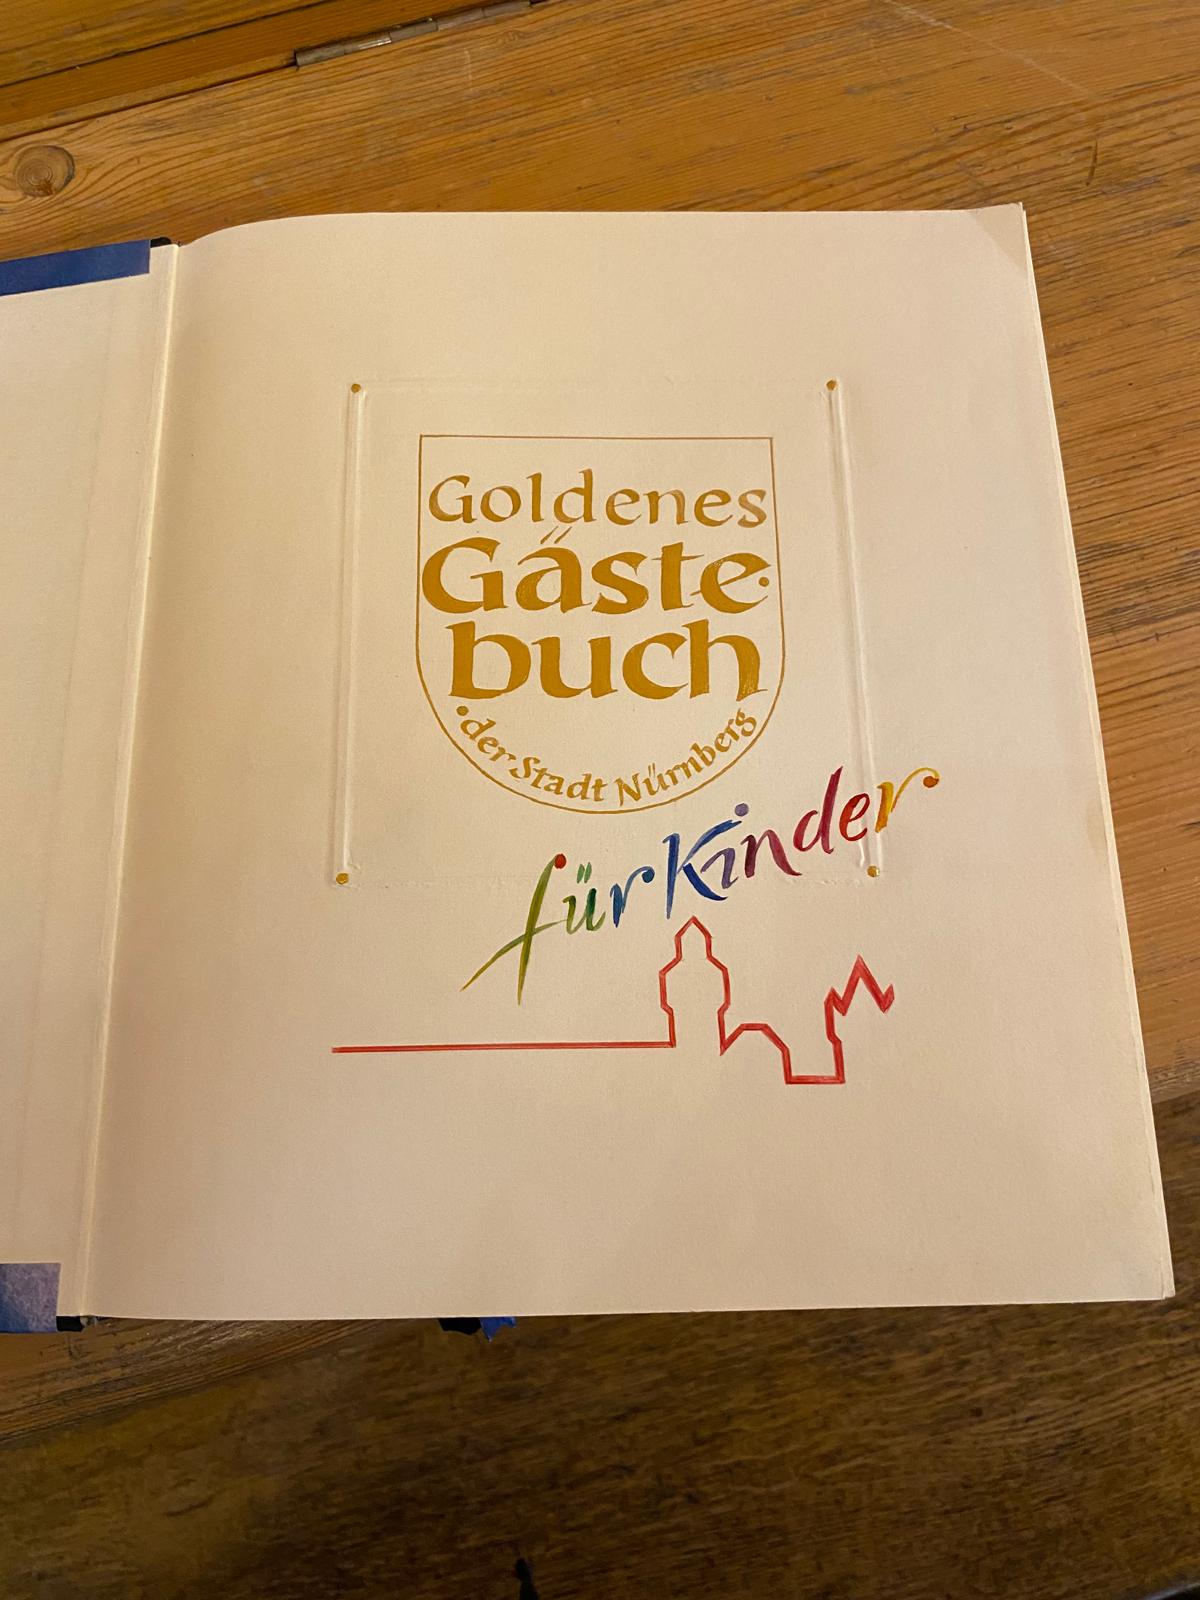 Goldenes
Gäste·
buch
·der Stadt Nürnberg
für Kinder